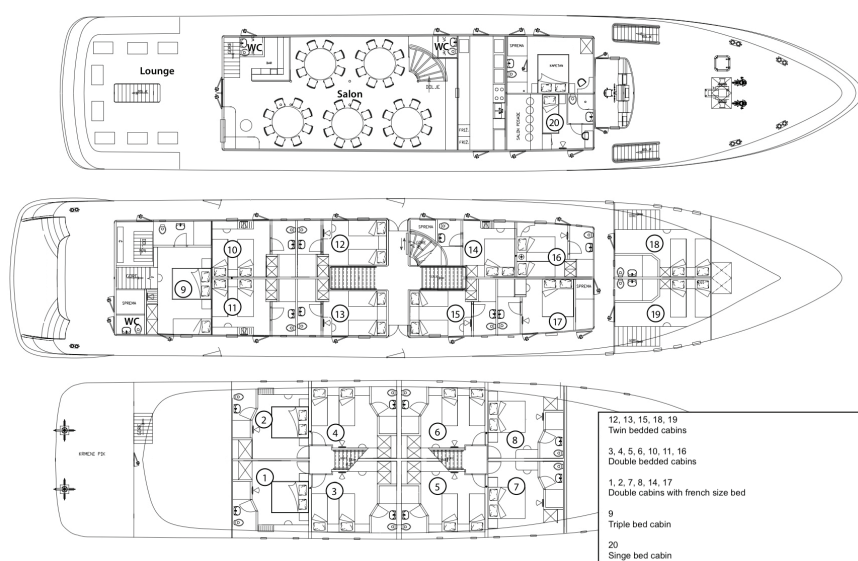 WC
BAR
WC
SPREMA
KAPETAN
Lounge
Salon
DOLJE
SALON POSADE
20
FRIZ.
FRIZ.
SPREMA
10
12
14
16
18
9
11
13
15
17
19
SPREMA
SPREMA
WC
2
4
6
8
KRMENI PIK
1
3
5
7
12, 13, 15, 18, 19
Twin bedded cabins
3, 4, 5, 6, 10, 11, 16
Double bedded cabins
1, 2, 7, 8, 14, 17
Double cabins with french size bed
9
Triple bed cabin
20
Singe bed cabin